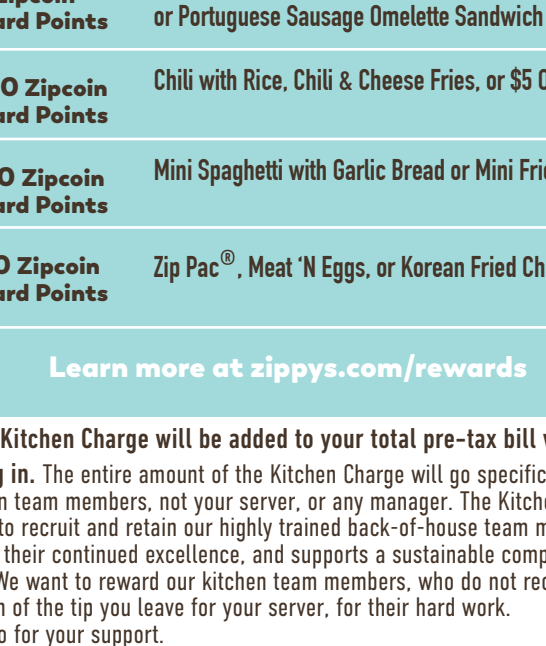 ard Points
or Portuguese Sausage Omelette Sandwich
0 Zipcoin
ard Points
Chili with Rice, Chili & Cheese Fries, or $5
0 Zipcoin
ard Points
Mini Spaghetti with Garlic Bread or Mini
0 Zipcoin
ard Points
Zip Pac®, Meat ‘N Eggs, or Korean Fried
Learn more at zippys.com/rewards
Kitchen Charge will be added to your total pre-tax bill
in. The entire amount of the Kitchen Charge will go
team members, not your server, or any manager. The
to recruit and retain our highly trained back-of-house team
their continued excellence, and supports a sustainable
We want to reward our kitchen team members, who do not
of the tip you leave for your server, for their hard work.
for your support.